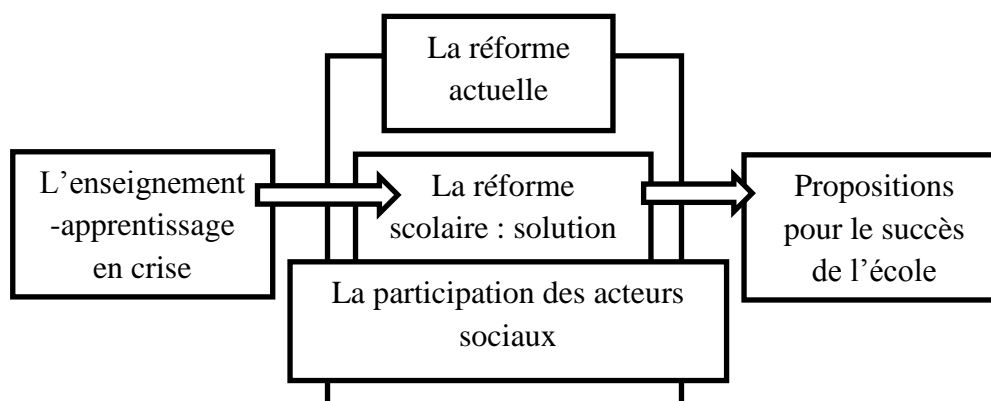 La réforme
actuelle
L’enseignement
-apprentissage
en crise
La réforme
scolaire : solution
Propositions
pour le succès
de l’école
La participation des acteurs
sociaux